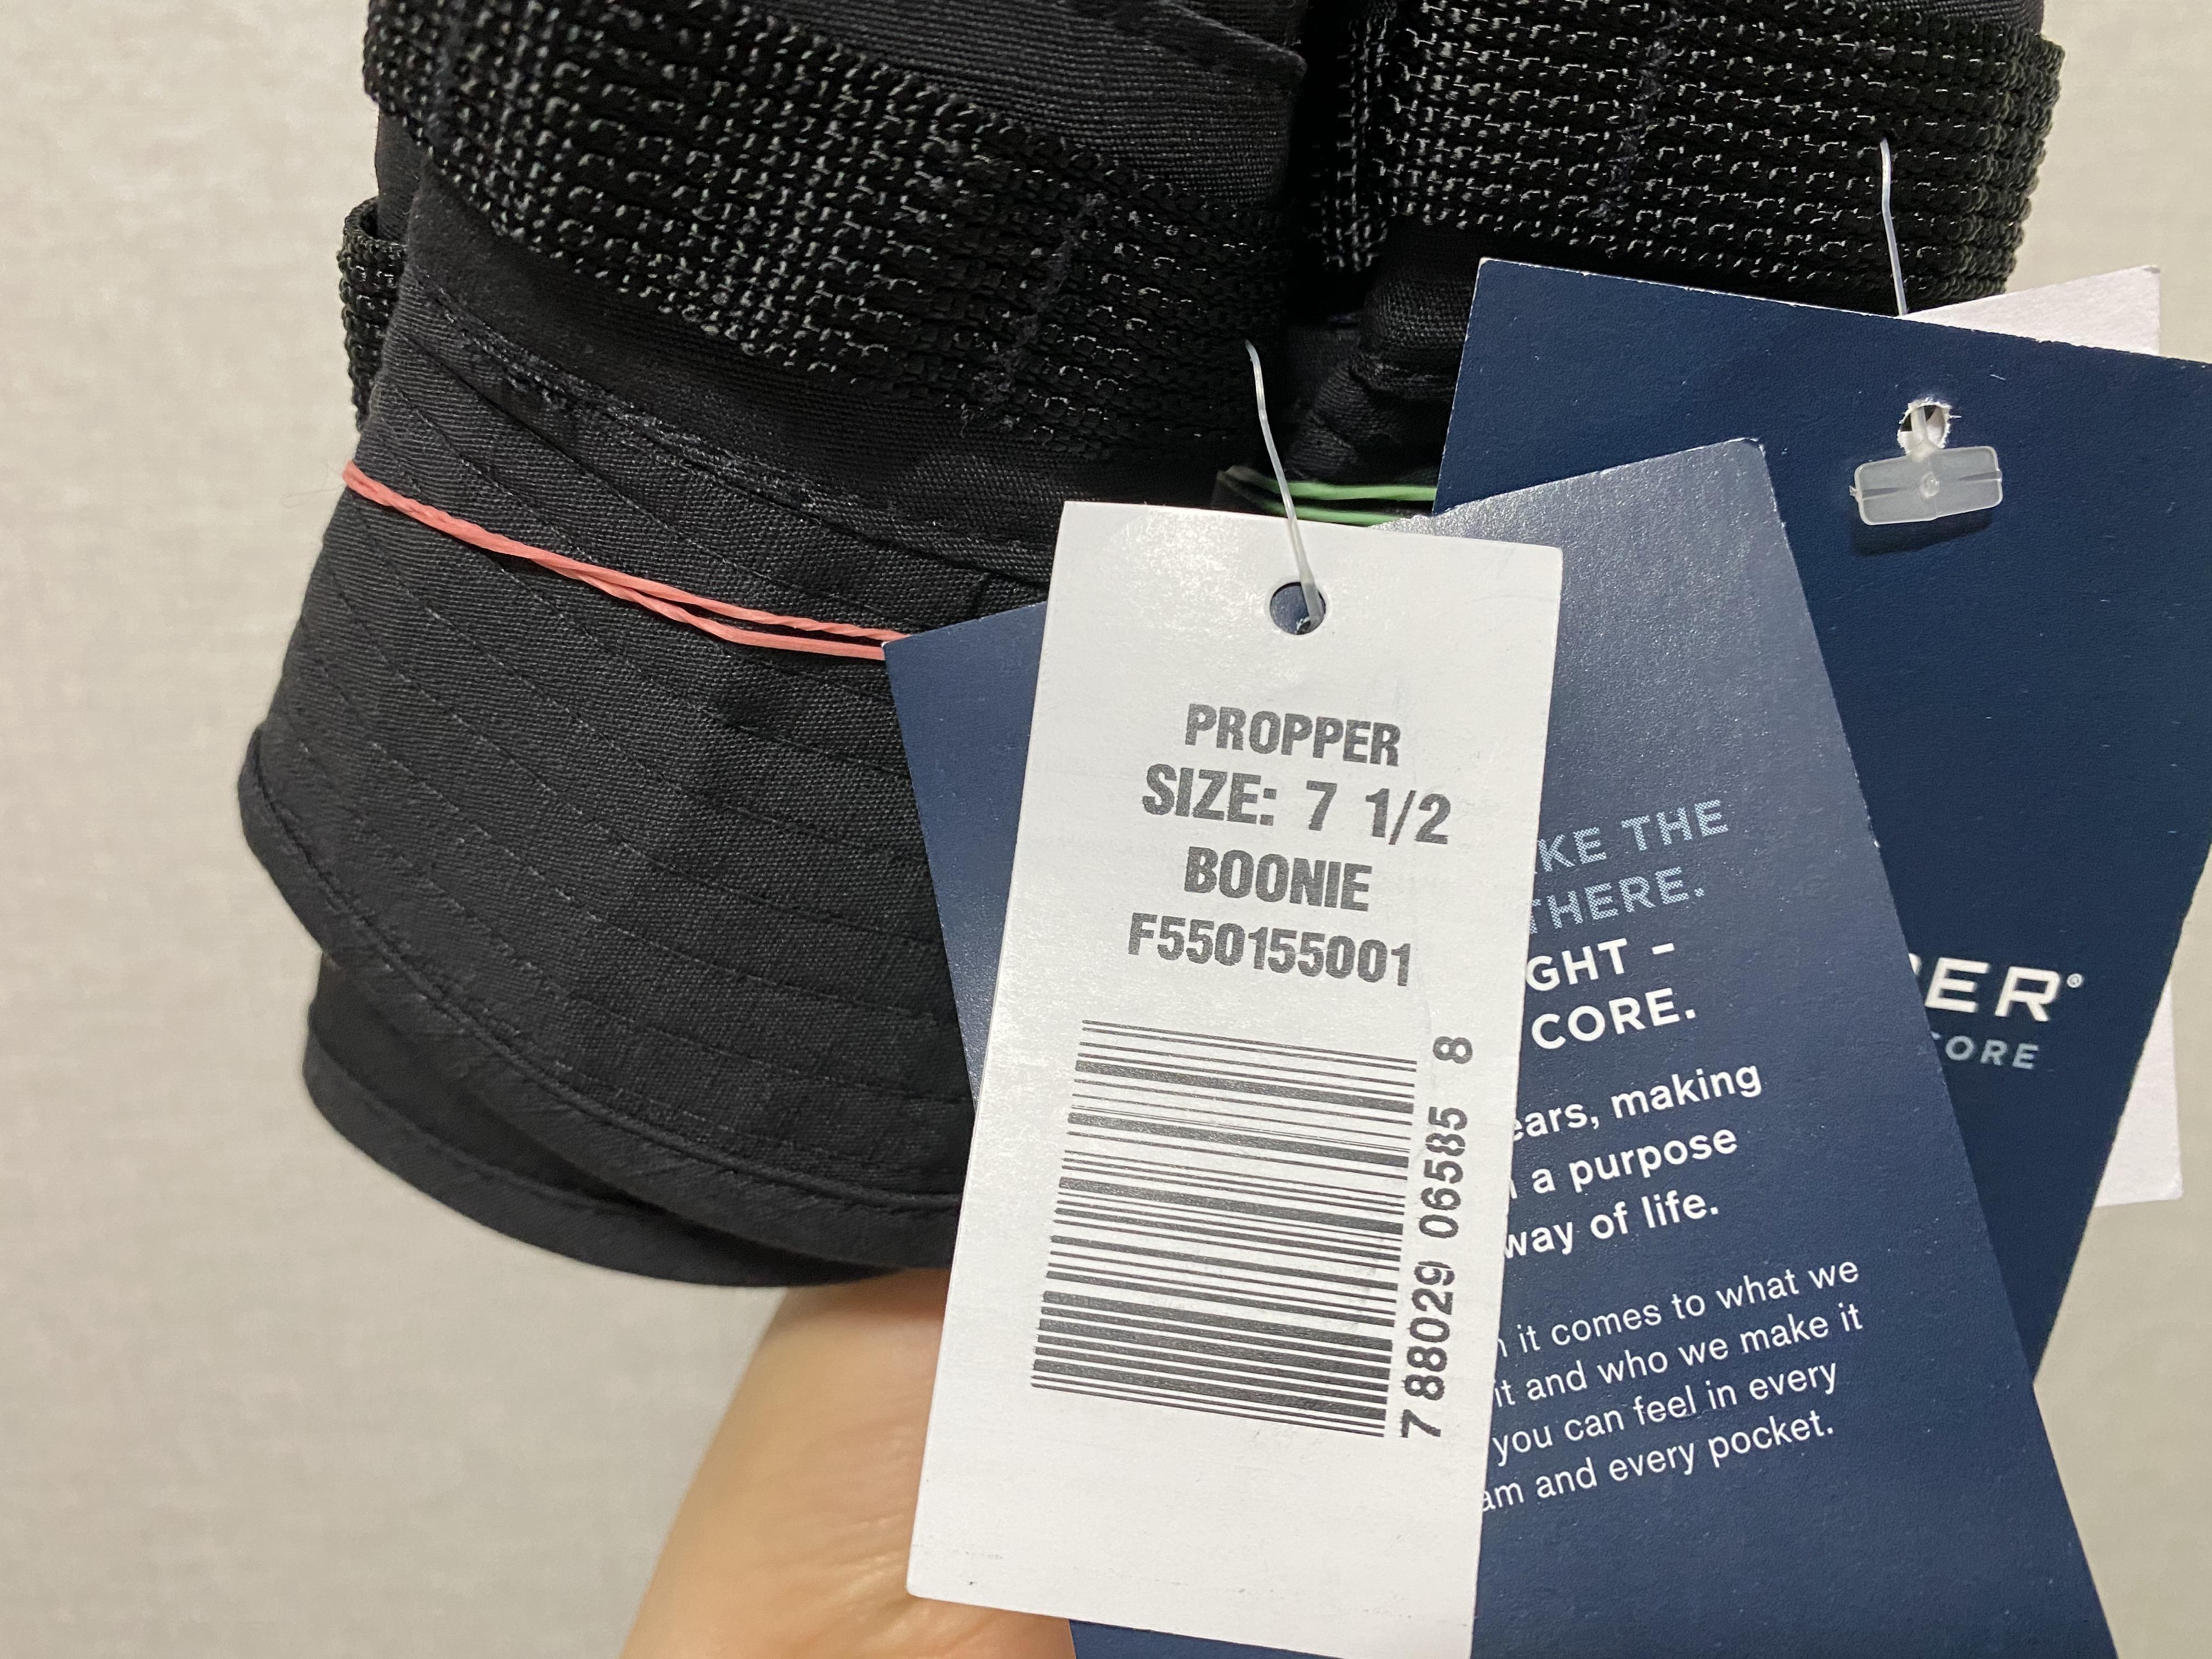 PROPPER
SIZE: 7 1/2
BOONIE
F550155001
7 88029 06585 8
KE THE
THERE.
GHT –
CORE.
ears, making
a purpose
way of life.
it comes to what we
it and who we make it
you can feel in every
am and every pocket.
PER®
CORE